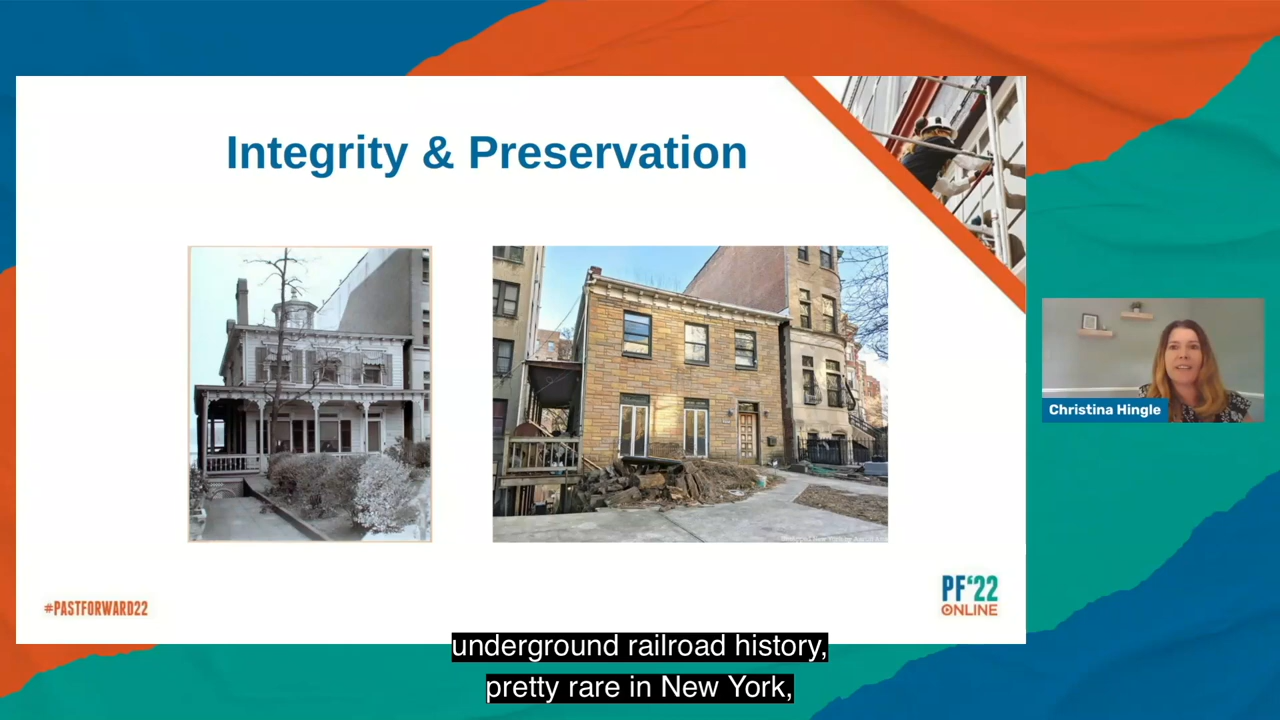 Integrity & Preservation
Christina Hingle
#PASTFORWARD22
PF'22
ONLINE
underground railroad history,
pretty rare in New York,